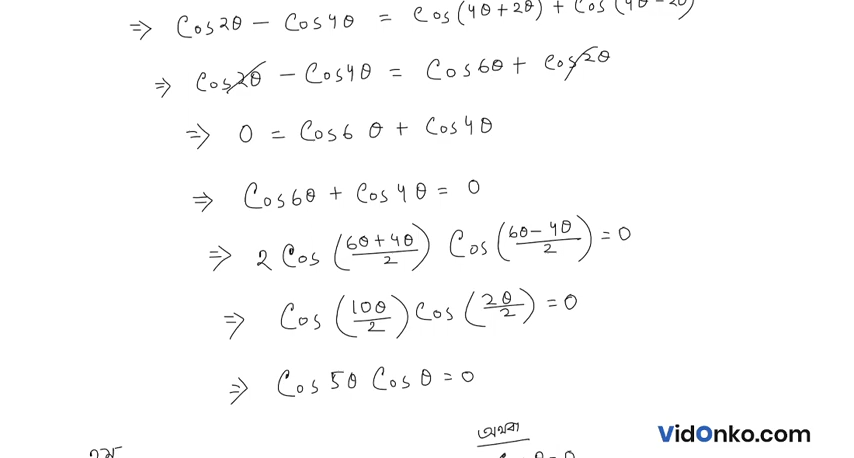 ⇒ Cos2θ − Cos4θ = Cos(4θ+2θ) + Cos(4θ−2θ)
⇒ Cos2θ − Cos4θ = Cos6θ + Cos2θ
⇒ 0 = Cos6θ + Cos4θ
⇒ Cos6θ + Cos4θ = 0
⇒ 2 Cos(6θ+4θ/2) Cos(6θ−4θ/2) = 0
⇒ Cos(10θ/2) Cos(2θ/2) = 0
⇒ Cos5θ Cosθ = 0
অথবা
VidOnko.com